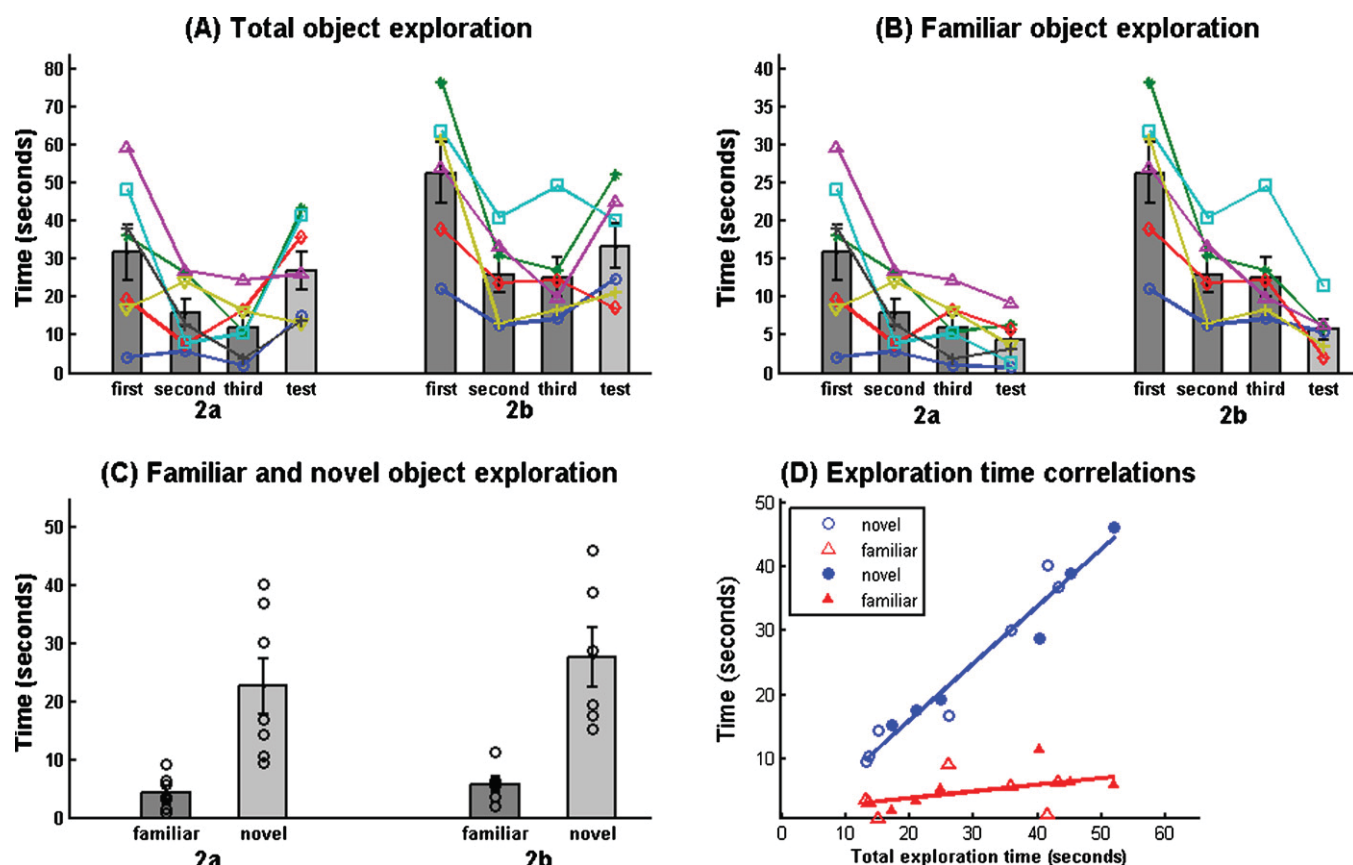 (A) Total object exploration
Time (seconds)
80
70
60
50
40
30
20
10
0
first second third test first second third test
2a 2b
(B) Familiar object exploration
Time (seconds)
40
35
30
25
20
15
10
5
0
first second third test first second third test
2a 2b
(C) Familiar and novel object exploration
Time (seconds)
50
40
30
20
10
0
familiar novel familiar novel
2a 2b
(D) Exploration time correlations
Time (seconds)
50
40
30
20
10
novel
familiar
novel
familiar
0 10 20 30 40 50 60
Total exploration time (seconds)